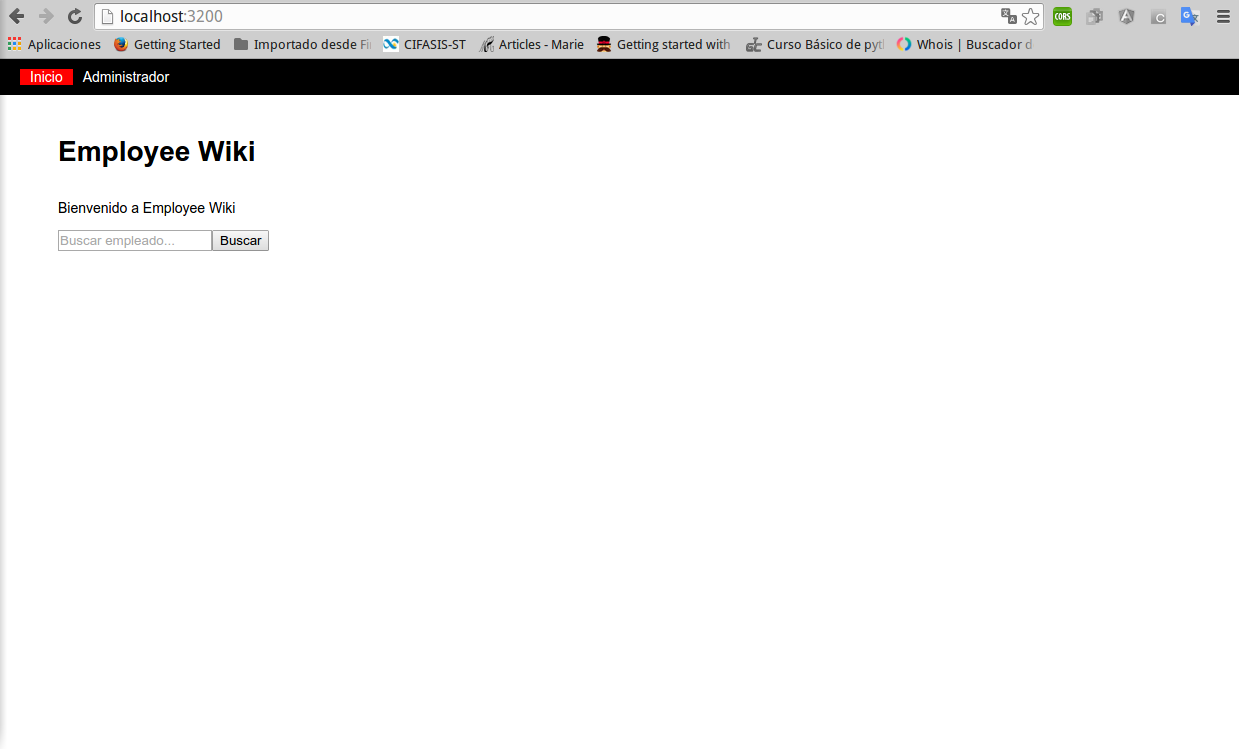 localhost:3200
CORS
Aplicaciones Getting Started Importado desde Fi CIFASIS-ST Articles - Marie Getting started with Curso Básico de pyt Whois | Buscador d
Inicio Administrador
Employee Wiki
Bienvenido a Employee Wiki
Buscar empleado... Buscar